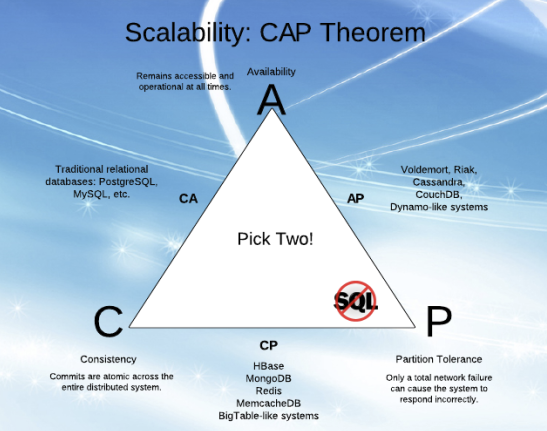 Scalability: CAP Theorem
Availability
Remains accessible and
operational at all times.
A
Traditional relational
databases: PostgreSQL,
MySQL, etc.
CA
AP
Voldemort, Riak,
Cassandra,
CouchDB,
Dynamo-like systems
Pick Two!
SQL
C
P
CP
Consistency
Commits are atomic across the
entire distributed system.
HBase
MongoDB
Redis
MemcacheDB
BigTable-like systems
Partition Tolerance
Only a total network failure
can cause the system to
respond incorrectly.